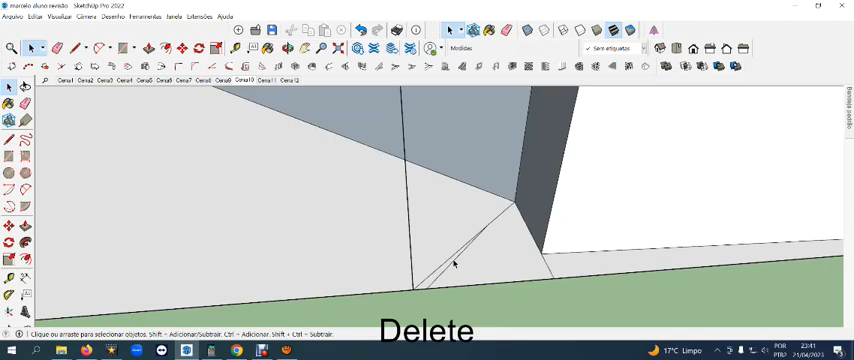 marcelo aluno revisão - SketchUp Pro 2022
Arquivo Editar Visualizar Câmera Desenho Ferramentas Janela Extensões Ajuda
Medidas
Sem etiquetas
Cena1 Cena2 Cena3 Cena4 Cena5 Cena6 Cena7 Cena8 Cena9 Cena10 Cena11 Cena12
Bandeja padrão
Clique ou arraste para selecionar objetos. Shift = Adicionar/Subtrair. Ctrl = Adicionar. Shift + Ctrl = Subtrair.
Delete
17°C Limpo
POR
PTB2
23:41
21/04/2023